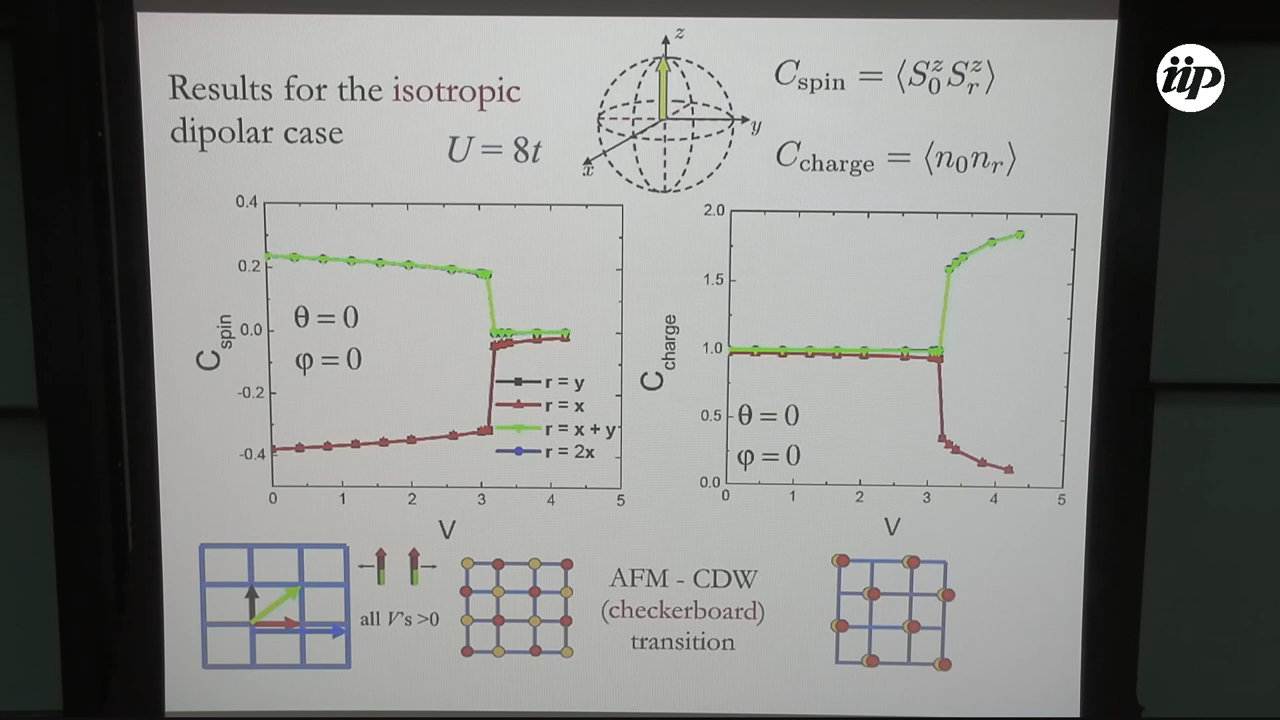 iip
Results for the isotropic
dipolar case
U = 8t
z
y
x
C_spin = ⟨S_0^z S_r^z⟩
C_charge = ⟨n_0 n_r⟩
0.4
0.2
0.0
-0.2
-0.4
C_spin
θ = 0
φ = 0
r = y
r = x
r = x + y
r = 2x
0 1 2 3 4 5
V
2.0
1.5
1.0
0.5
0.0
C_charge
θ = 0
φ = 0
0 1 2 3 4 5
V
all V's >0
AFM - CDW
(checkerboard)
transition